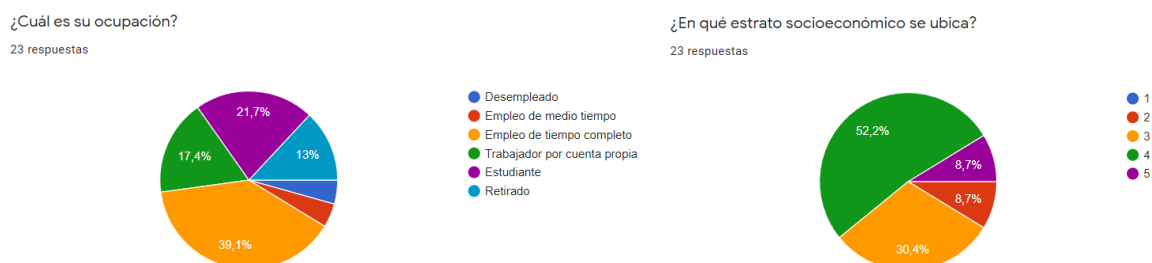 ¿Cuál es su ocupación?
23 respuestas
21,7%
13%
17,4%
39,1%
Desempleado
Empleo de medio tiempo
Empleo de tiempo completo
Trabajador por cuenta propia
Estudiante
Retirado
¿En qué estrato socioeconómico se ubica?
23 respuestas
52,2%
8,7%
8,7%
30,4%
1
2
3
4
5